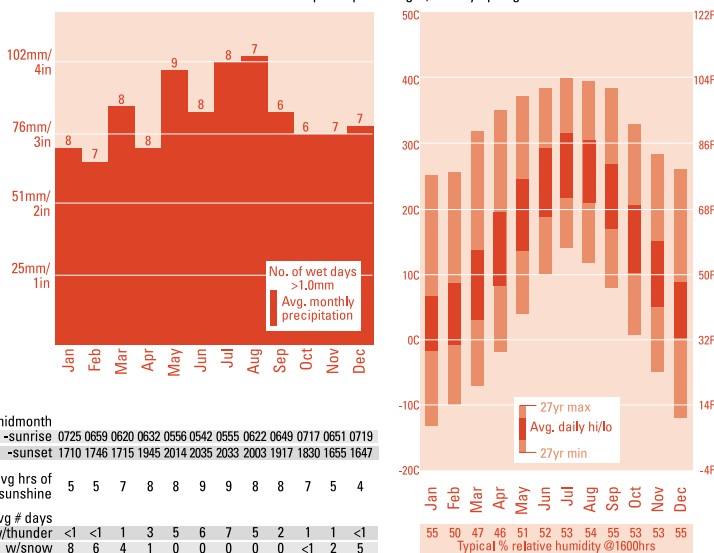 102mm/
4in
76mm/
3in
51mm/
2in
25mm/
1in
8 7 8 8 9 8 8 7 6 7 7
No. of wet days
>1.0mm
Avg. monthly
precipitation
Jan Feb Mar Apr May Jun Jul Aug Sep Oct Nov Dec
idmonth
-sunrise 0725 0659 0620 0632 0556 0542 0555 0622 0649 0717 0651 0719
-sunset 1710 1746 1715 1945 2014 2035 2033 2003 1917 1830 1655 1647
vg hrs of
sunshine 5 5 7 8 8 9 9 8 8 7 5 4
vg # days
/thunder <1 <1 1 3 5 6 7 5 2 1 1 <1
w/snow 8 6 4 1 0 0 0 0 0 <1 2 5
50C 122F
40C 104F
30C 86F
20C 68F
10C 50F
0C 32F
-10C 14F
-20C -4F
27yr max
Avg. daily hi/lo
27yr min
Jan Feb Mar Apr May Jun Jul Aug Sep Oct Nov Dec
55 50 47 46 51 52 53 54 55 53 53 55
Typical % relative humidity @1600hrs